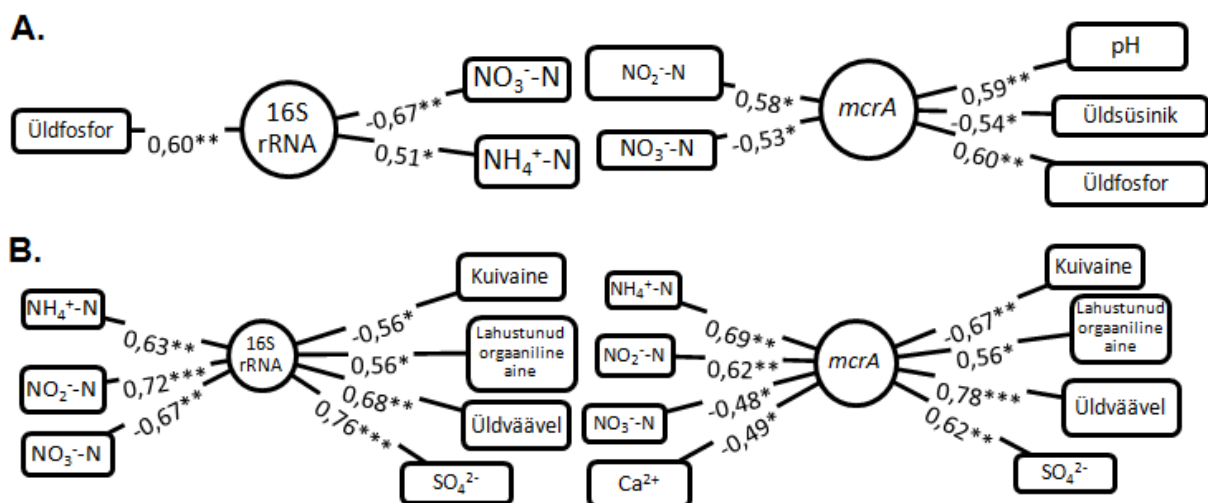 A.
Üldfosfor
0,60**
16S
rRNA
-0,67**
NO₃⁻-N
0,51*
NH₄⁺-N
NO₂⁻-N
0,58*
NO₃⁻-N
-0,53*
mcrA
0,59**
pH
-0,54*
Üldsüsinik
0,60**
Üldfosfor
B.
NH₄⁺-N
0,63**
NO₂⁻-N
0,72***
NO₃⁻-N
-0,67**
16S
rRNA
-0,56*
Kuivaine
0,56*
Lahustunud
orgaaniline
aine
0,68**
Üldväävel
0,76***
SO₄²⁻
NH₄⁺-N
0,69**
NO₂⁻-N
0,62**
NO₃⁻-N
-0,48*
Ca²⁺
-0,49*
mcrA
-0,67**
Kuivaine
0,56*
Lahustunud
orgaaniline
aine
0,78***
Üldväävel
0,62**
SO₄²⁻